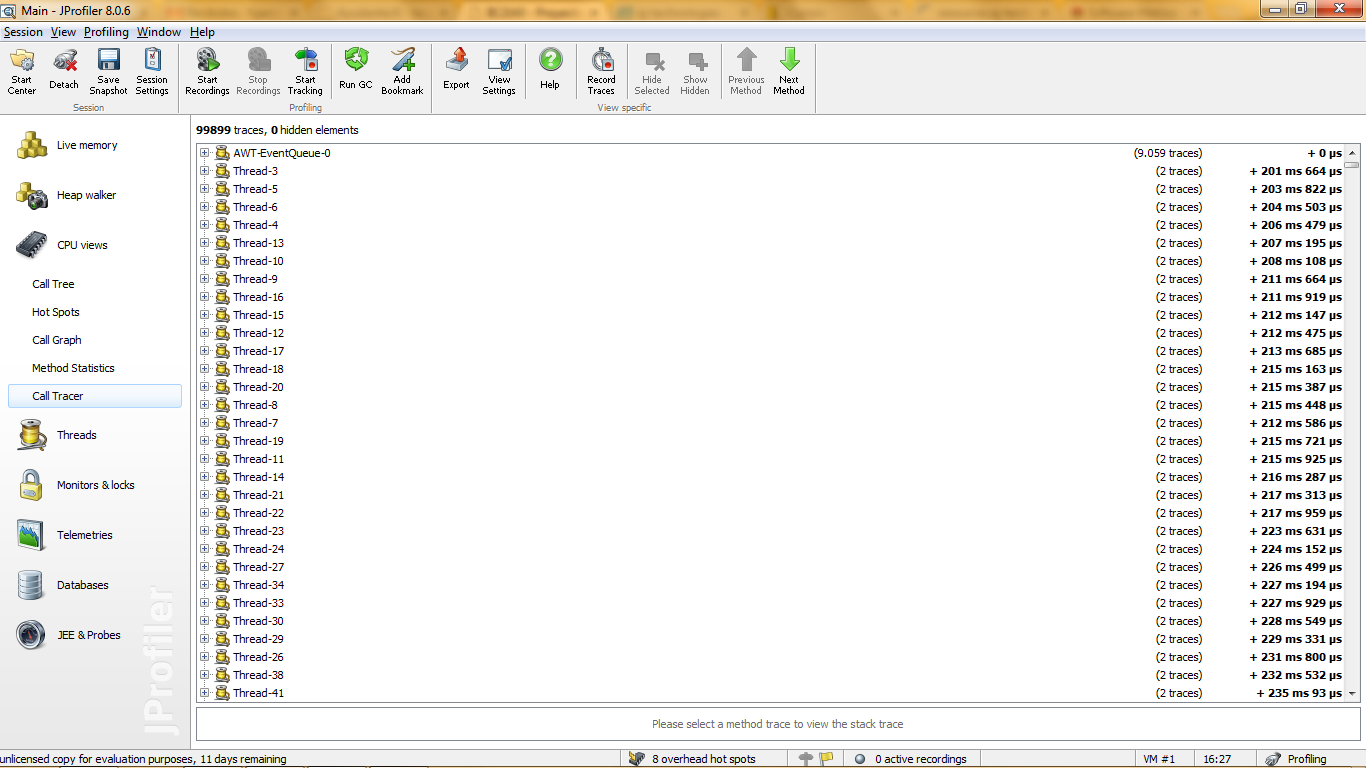 Main - JProfiler 8.0.6
Session View Profiling Window Help
Start Center
Detach
Save Snapshot
Session Settings
Start Recordings
Stop Recordings
Start Tracking
Run GC
Add Bookmark
Export
View Settings
Help
Record Traces
Hide Selected
Show Hidden
Previous Method
Next Method
Session
Profiling
View specific
Live memory
Heap walker
CPU views
Call Tree
Hot Spots
Call Graph
Method Statistics
Call Tracer
Threads
Monitors & locks
Telemetries
Databases
JEE & Probes
JProfiler
99899 traces, 0 hidden elements
AWT-EventQueue-0 (9.059 traces) + 0 µs
Thread-3 (2 traces) + 201 ms 664 µs
Thread-5 (2 traces) + 203 ms 822 µs
Thread-6 (2 traces) + 204 ms 503 µs
Thread-4 (2 traces) + 206 ms 479 µs
Thread-13 (2 traces) + 207 ms 195 µs
Thread-10 (2 traces) + 208 ms 108 µs
Thread-9 (2 traces) + 211 ms 664 µs
Thread-16 (2 traces) + 211 ms 919 µs
Thread-15 (2 traces) + 212 ms 147 µs
Thread-12 (2 traces) + 212 ms 475 µs
Thread-17 (2 traces) + 213 ms 685 µs
Thread-18 (2 traces) + 215 ms 163 µs
Thread-20 (2 traces) + 215 ms 387 µs
Thread-8 (2 traces) + 215 ms 448 µs
Thread-7 (2 traces) + 212 ms 586 µs
Thread-19 (2 traces) + 215 ms 721 µs
Thread-11 (2 traces) + 215 ms 925 µs
Thread-14 (2 traces) + 216 ms 287 µs
Thread-21 (2 traces) + 217 ms 313 µs
Thread-22 (2 traces) + 217 ms 959 µs
Thread-23 (2 traces) + 223 ms 631 µs
Thread-24 (2 traces) + 224 ms 152 µs
Thread-27 (2 traces) + 226 ms 499 µs
Thread-34 (2 traces) + 227 ms 194 µs
Thread-33 (2 traces) + 227 ms 929 µs
Thread-30 (2 traces) + 228 ms 549 µs
Thread-29 (2 traces) + 229 ms 331 µs
Thread-26 (2 traces) + 231 ms 800 µs
Thread-38 (2 traces) + 232 ms 532 µs
Thread-41 (2 traces) + 235 ms 93 µs
Please select a method trace to view the stack trace
unlicensed copy for evaluation purposes, 11 days remaining
8 overhead hot spots
0 active recordings
VM #1
16:27
Profiling